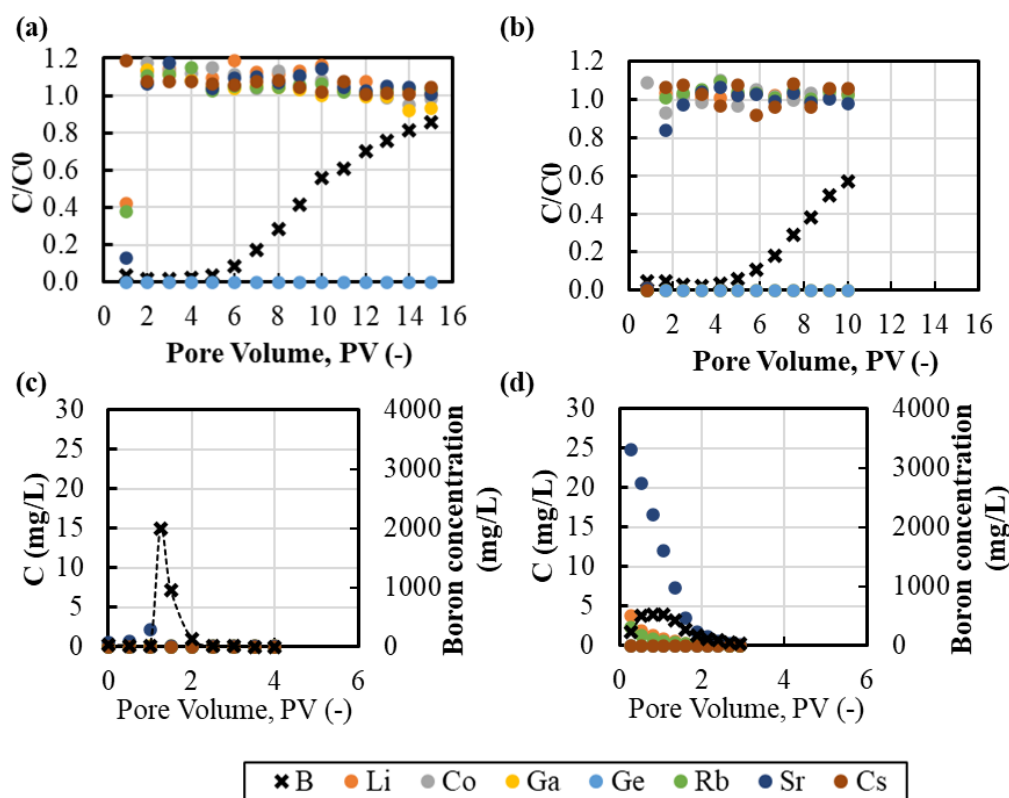 (a)
(b)
1.2
1.0
0.8
0.6
0.4
0.2
0.0
C/C0
0 2 4 6 8 10 12 14 16
Pore Volume, PV (-)
1.2
1.0
0.8
0.6
0.4
0.2
0.0
C/C0
0 2 4 6 8 10 12 14 16
Pore Volume, PV (-)
(c)
(d)
30
25
20
15
10
5
0
C (mg/L)
4000
3000
2000
1000
0
Boron concentration
(mg/L)
0 2 4 6
Pore Volume, PV (-)
30
25
20
15
10
5
0
C (mg/L)
4000
3000
2000
1000
0
Boron concentration
(mg/L)
0 2 4 6
Pore Volume, PV (-)
B Li Co Ga Ge Rb Sr Cs